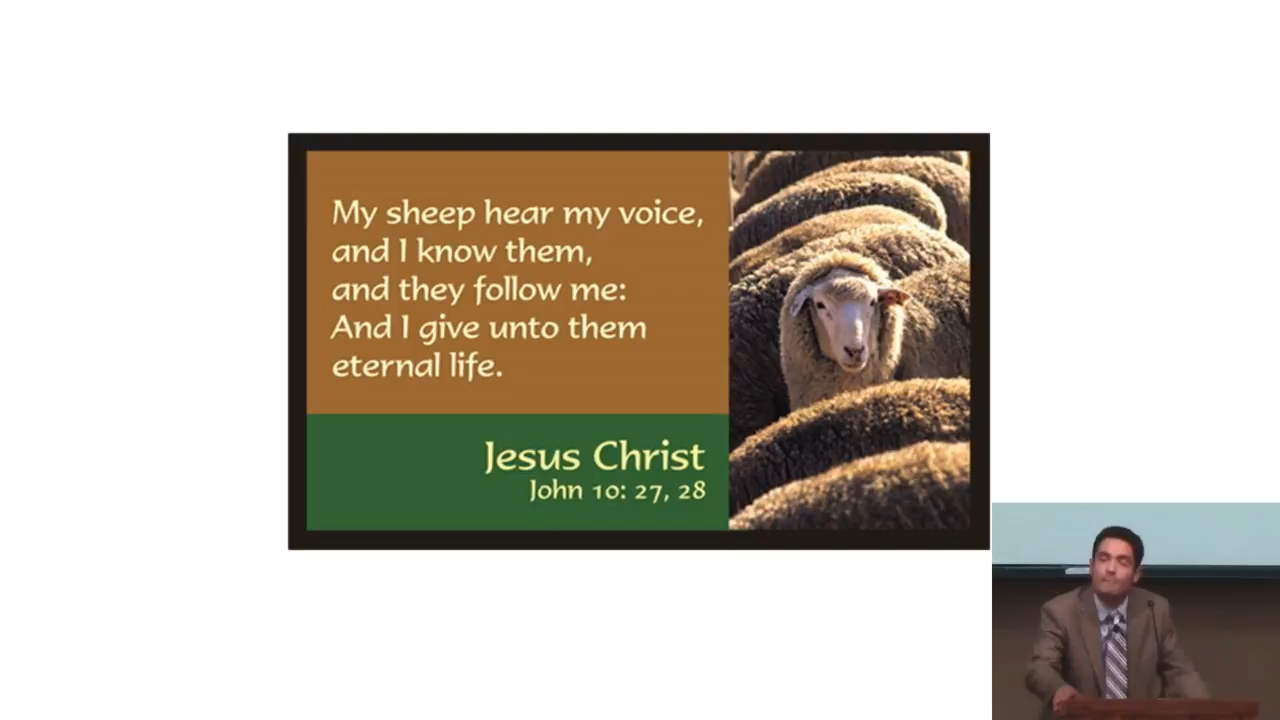 My sheep hear my voice,
and I know them,
and they follow me:
And I give unto them
eternal life.
Jesus Christ
John 10: 27, 28